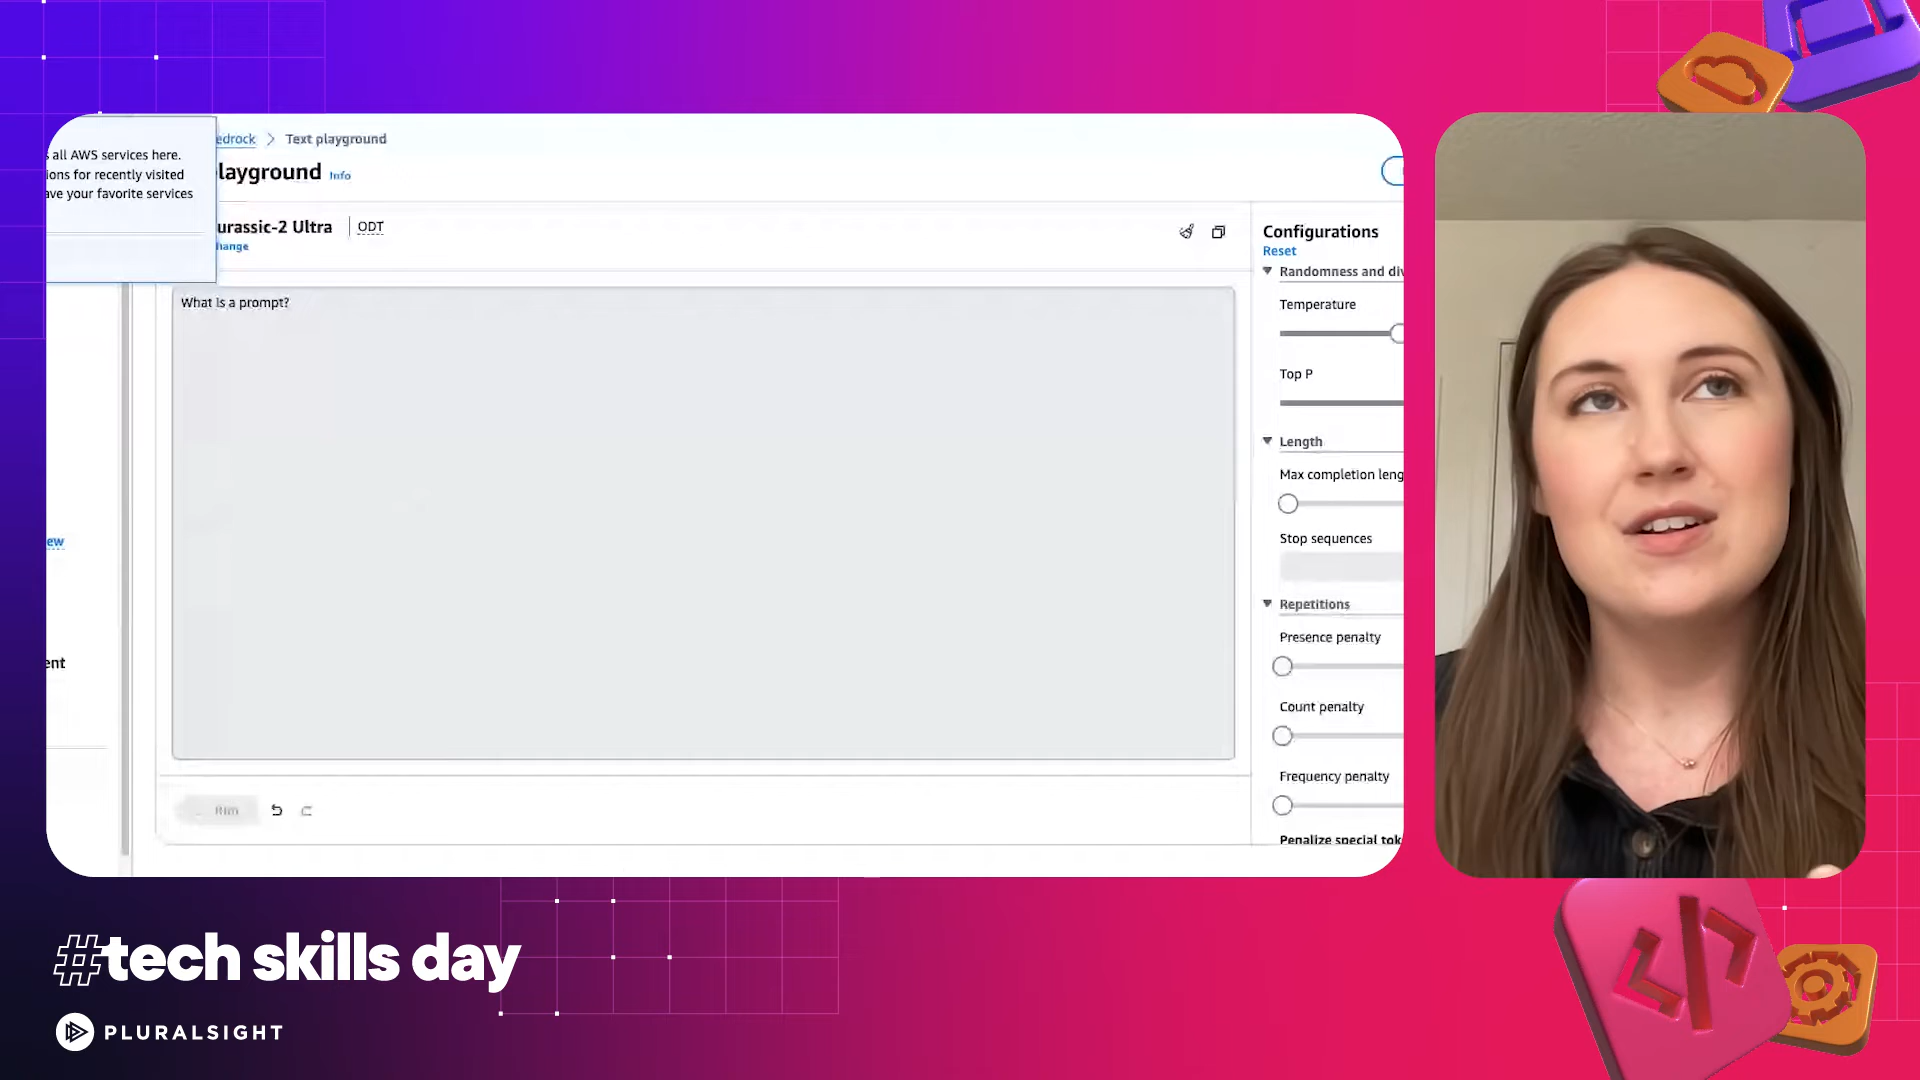 edrock > Text playground
s all AWS services here.
ions for recently visited
ave your favorite services
layground Info
urassic-2 Ultra | ODT
hange
What is a prompt?
ew
ent
Run
Configurations
Reset
Randomness and div
Temperature
Top P
Length
Max completion leng
Stop sequences
Repetitions
Presence penalty
Count penalty
Frequency penalty
Penalize special tok
#tech skills day
PLURALSIGHT